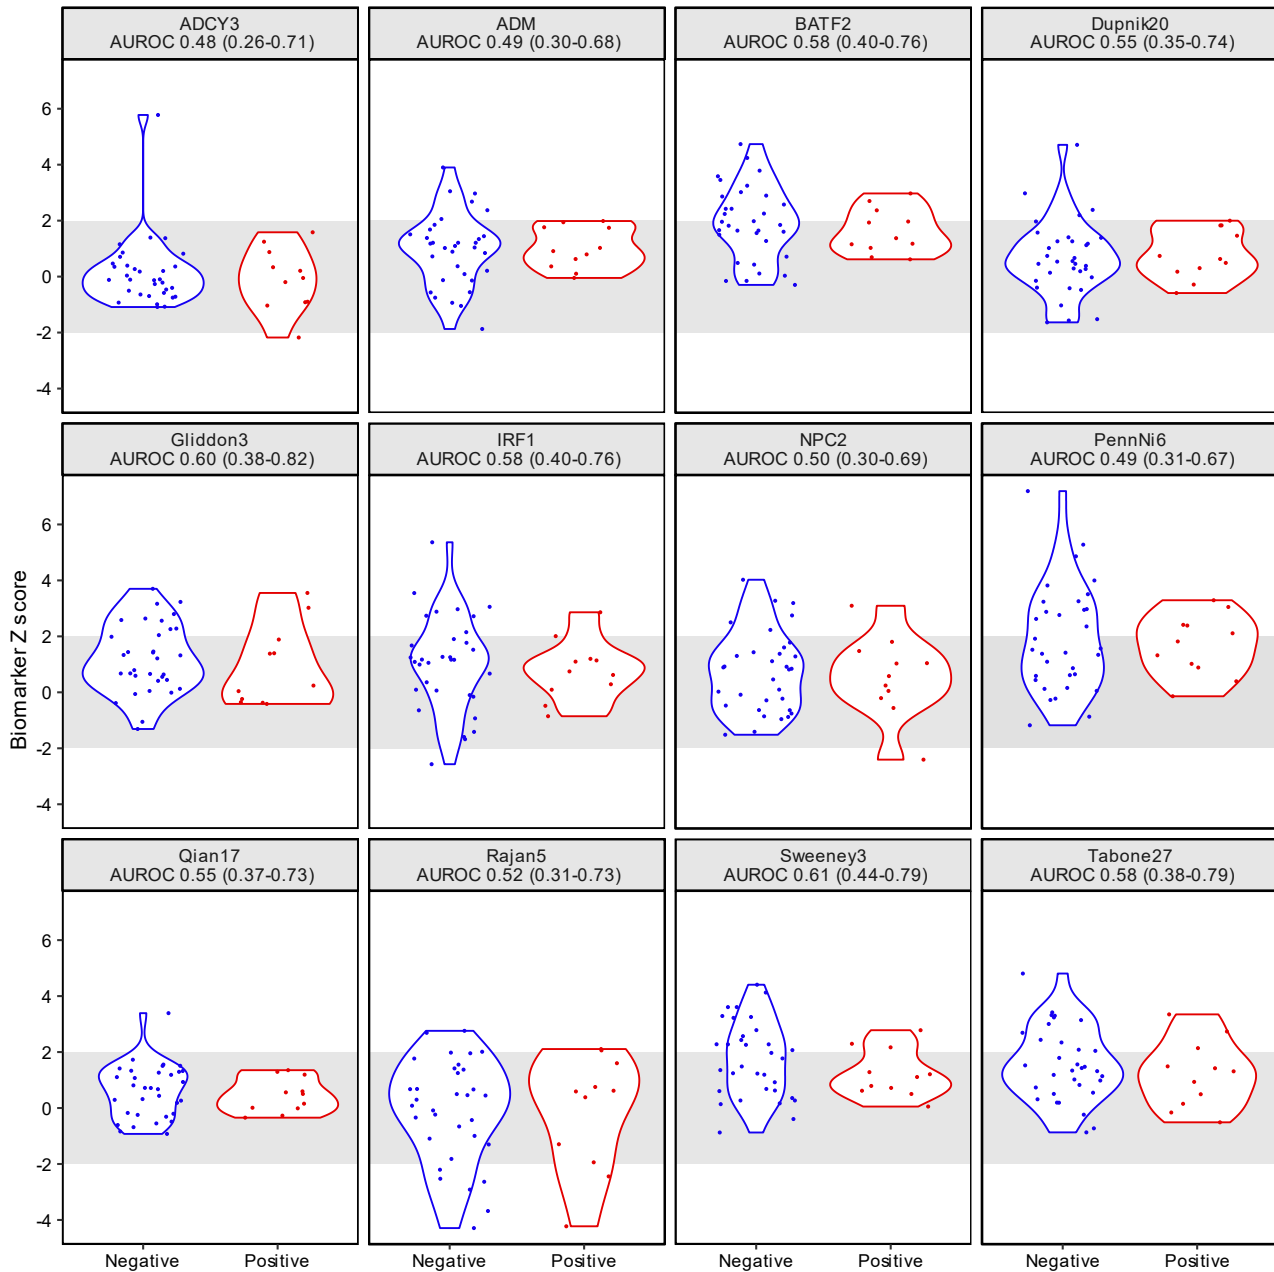 ADCY3
AUROC 0.48 (0.26-0.71)
ADM
AUROC 0.49 (0.30-0.68)
BATF2
AUROC 0.58 (0.40-0.76)
Dupnik20
AUROC 0.55 (0.35-0.74)
6
4
2
0
-2
-4
Gliddon3
AUROC 0.60 (0.38-0.82)
IRF1
AUROC 0.58 (0.40-0.76)
NPC2
AUROC 0.50 (0.30-0.69)
PennNi6
AUROC 0.49 (0.31-0.67)
Biomarker Z score
6
4
2
0
-2
-4
Qian17
AUROC 0.55 (0.37-0.73)
Rajan5
AUROC 0.52 (0.31-0.73)
Sweeney3
AUROC 0.61 (0.44-0.79)
Tabone27
AUROC 0.58 (0.38-0.79)
6
4
2
0
-2
-4
Negative Positive Negative Positive Negative Positive Negative Positive